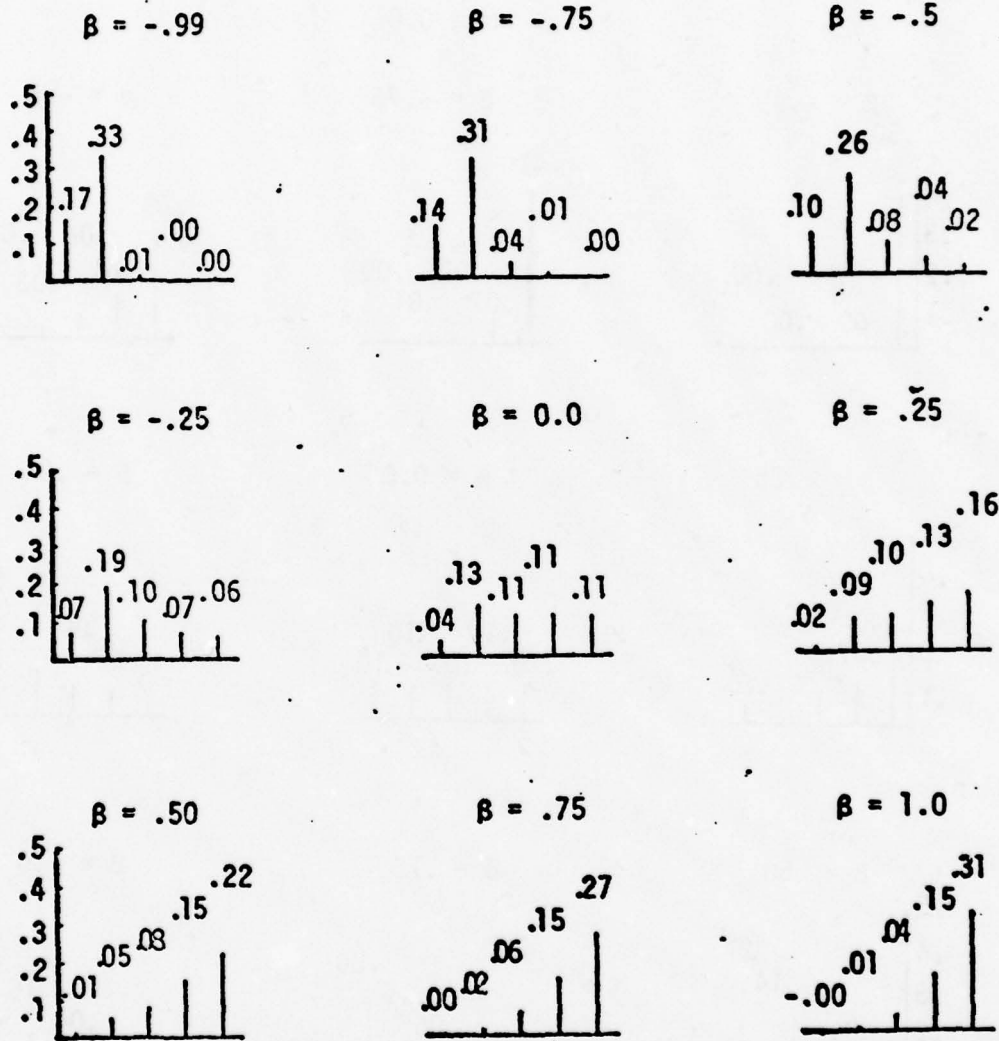 β = -.99 β = -.75 β = -.5
.5
.4 .33 .31 .26
.3
.2 .17 .14 .10 .08 .04 .02
.1 .01 .00 .00 .04 .01 .00
β = -.25 β = 0.0 β = .25
.5
.4 .16
.3 .19 .13 .11 .11 .11 .10 .13
.2 .07 .10 .07 .06 .04 .09
.1 .02
β = .50 β = .75 β = 1.0
.5
.4 .22 .27 .31
.3 .15 .15 .15
.2 .05 .08 .06 .04
.1 .01 .00 .02 -.00 .01